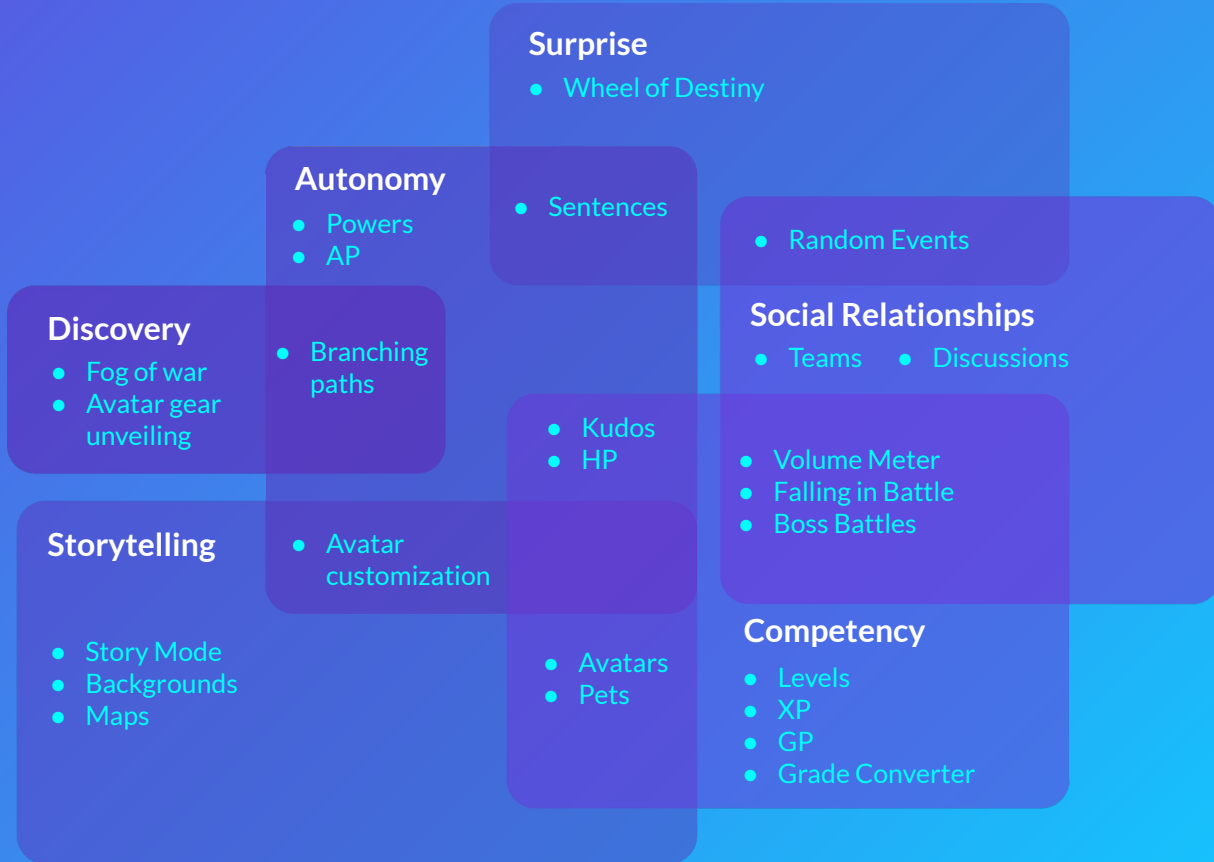 Surprise
● Wheel of Destiny
Autonomy
● Powers
● AP
● Sentences
● Random Events
Discovery
● Fog of war
● Avatar gear
unveiling
● Branching
paths
Social Relationships
● Teams ● Discussions
● Kudos
● HP
● Volume Meter
● Falling in Battle
● Boss Battles
Storytelling
● Avatar
customization
● Story Mode
● Backgrounds
● Maps
● Avatars
● Pets
Competency
● Levels
● XP
● GP
● Grade Converter